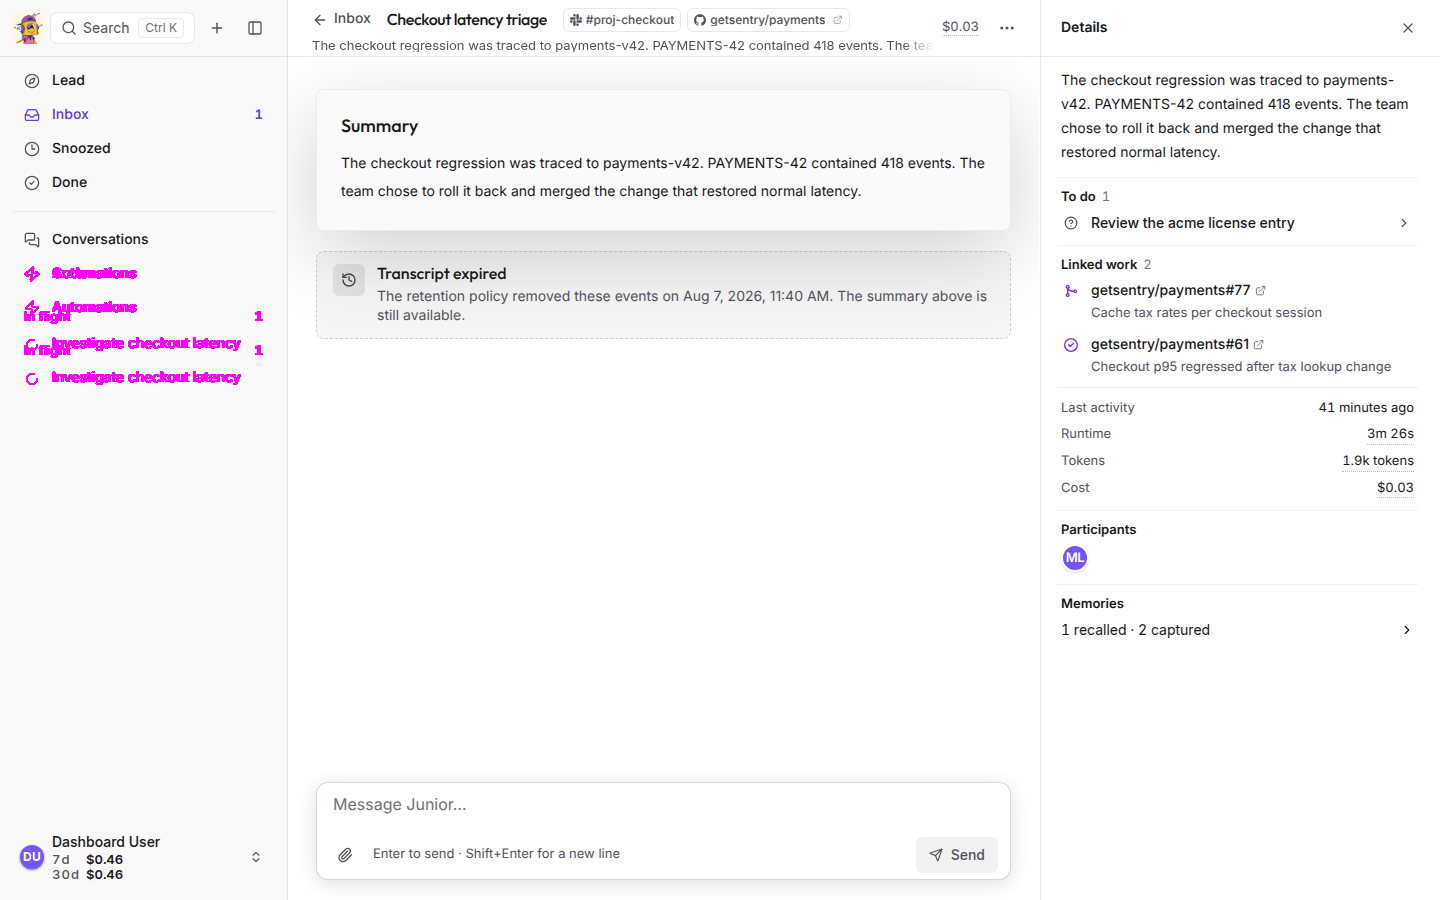 Search Ctrl K
Lead
Inbox 1
Snoozed
Done
Conversations
Automations
In flight 1
Investigate checkout latency
In flight 1
Investigate checkout latency
Dashboard User
7d $0.46
30d $0.46
Inbox Checkout latency triage #proj-checkout getsentry/payments $0.03
The checkout regression was traced to payments-v42. PAYMENTS-42 contained 418 events. The tea
Summary
The checkout regression was traced to payments-v42. PAYMENTS-42 contained 418 events. The
team chose to roll it back and merged the change that restored normal latency.
Transcript expired
The retention policy removed these events on Aug 7, 2026, 11:40 AM. The summary above is
still available.
Message Junior...
Enter to send · Shift+Enter for a new line Send
Details
The checkout regression was traced to payments-
v42. PAYMENTS-42 contained 418 events. The team
chose to roll it back and merged the change that
restored normal latency.
To do 1
Review the acme license entry
Linked work 2
getsentry/payments#77
Cache tax rates per checkout session
getsentry/payments#61
Checkout p95 regressed after tax lookup change
Last activity 41 minutes ago
Runtime 3m 26s
Tokens 1.9k tokens
Cost $0.03
Participants
ML
Memories
1 recalled · 2 captured
DU